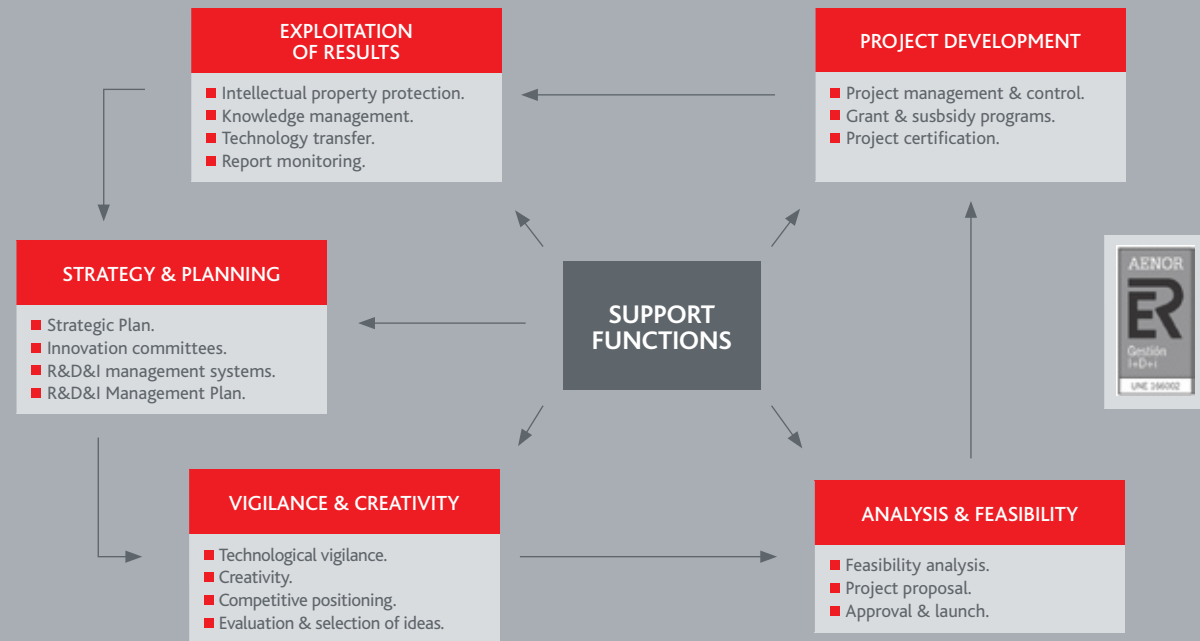 EXPLOITATION
OF RESULTS
Intellectual property protection.
Knowledge management.
Technology transfer.
Report monitoring.
PROJECT DEVELOPMENT
Project management & control.
Grant & susbsidy programs.
Project certification.
STRATEGY & PLANNING
Strategic Plan.
Innovation committees.
R&D&I management systems.
R&D&I Management Plan.
SUPPORT
FUNCTIONS
AENOR
ER
Gestión
I+D+i
UNE 166002
VIGILANCE & CREATIVITY
Technological vigilance.
Creativity.
Competitive positioning.
Evaluation & selection of ideas.
ANALYSIS & FEASIBILITY
Feasibility analysis.
Project proposal.
Approval & launch.